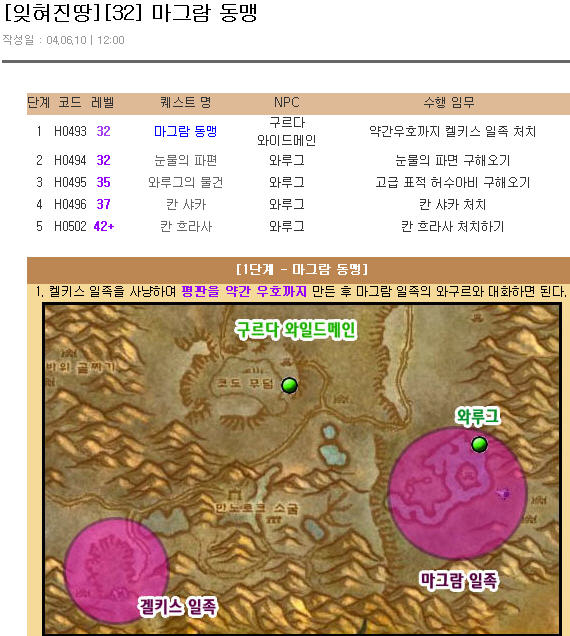 [잊혀진땅][32] 마그람 동맹
작성일 : 04.06.10 | 12:00
단계 코드 레벨 퀘스트 명 NPC 수행 임무
1 H0493 32 마그람 동맹 구르다 와이드메인 약간우호까지 켈키스 일족 처치
2 H0494 32 눈물의 파편 와루그 눈물의 파면 구해오기
3 H0495 35 와루그의 물건 와루그 고급 표적 허수아비 구해오기
4 H0496 37 칸 샤카 와루그 칸 샤카 처치
5 H0502 42+ 칸 흐라사 와루그 칸 흐라사 처치하기
[1단계 - 마그람 동맹]
1. 켈키스 일족을 사냥하며 평판을 약간 우호까지 만든 후 마그람 일족의 와구르와 대화하면 된다.
구르다 와일드메인
바위 골짜기
코도 무덤
와루그
만노로크 소굴
마그람 일족
겔키스 일족